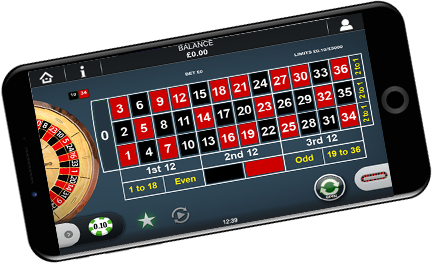 BALANCE
£0.00
BET £0
LIMITS £0.10/£5000
10 34
0
3 6 9 12 15 18 21 24 27 30 33 36 2 to 1
2 5 8 11 14 17 20 23 26 29 32 35 2 to 1
1 4 7 10 13 16 19 22 25 28 31 34 2 to 1
1st 12 2nd 12 3rd 12
1 to 18 Even Odd 19 to 36
?
0.10
12:39
SPIN